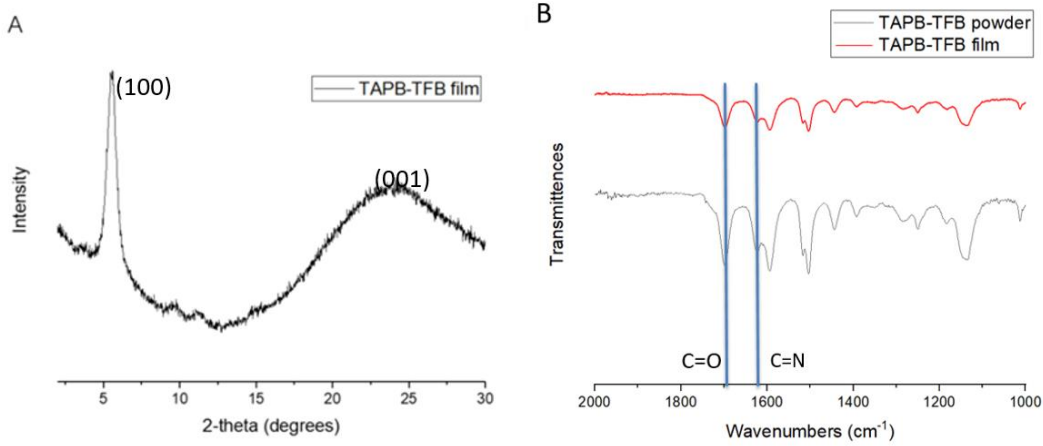 A
Intensity
(100)
TAPB-TFB film
(001)
5
10
15
20
25
30
2-theta (degrees)
B
TAPB-TFB powder
TAPB-TFB film
Transmittences
C=O
C=N
2000
1800
1600
1400
1200
1000
Wavenumbers (cm⁻¹)